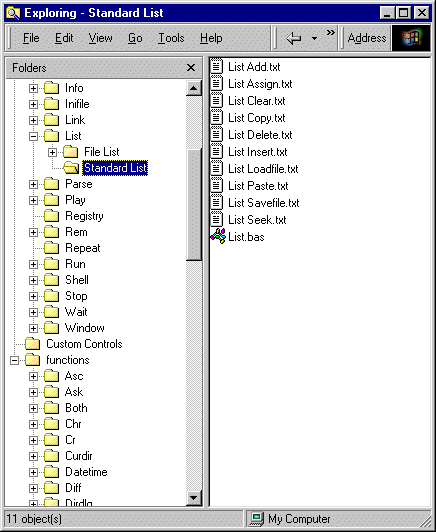 Exploring - Standard List
File Edit View Go Tools Help » Address
Folders
Info
Inifile
Link
List
File List
Standard List
Parse
Play
Registry
Rem
Repeat
Run
Shell
Stop
Wait
Window
Custom Controls
functions
Asc
Ask
Both
Chr
Cr
Curdir
Datetime
Diff
Dirdlg
List Add.txt
List Assign.txt
List Clear.txt
List Copy.txt
List Delete.txt
List Insert.txt
List Loadfile.txt
List Paste.txt
List Savefile.txt
List Seek.txt
List.bas
11 object(s)
My Computer